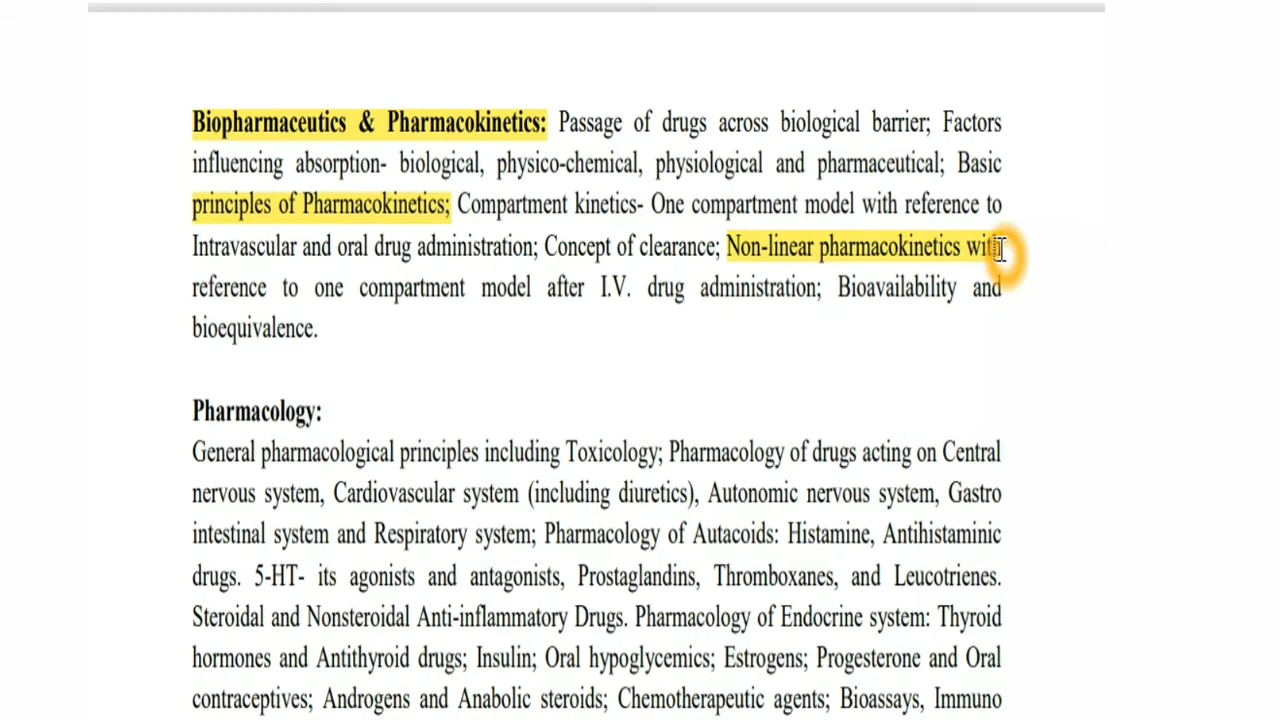 Biopharmaceutics & Pharmacokinetics: Passage of drugs across biological barrier; Factors
influencing absorption- biological, physico-chemical, physiological and pharmaceutical; Basic
principles of Pharmacokinetics; Compartment kinetics- One compartment model with reference to
Intravascular and oral drug administration; Concept of clearance; Non-linear pharmacokinetics with
reference to one compartment model after I.V. drug administration; Bioavailability and
bioequivalence.
Pharmacology:
General pharmacological principles including Toxicology; Pharmacology of drugs acting on Central
nervous system, Cardiovascular system (including diuretics), Autonomic nervous system, Gastro
intestinal system and Respiratory system; Pharmacology of Autacoids: Histamine, Antihistaminic
drugs. 5-HT- its agonists and antagonists, Prostaglandins, Thromboxanes, and Leucotrienes.
Steroidal and Nonsteroidal Anti-inflammatory Drugs. Pharmacology of Endocrine system: Thyroid
hormones and Antithyroid drugs; Insulin; Oral hypoglycemics; Estrogens; Progesterone and Oral
contraceptives; Androgens and Anabolic steroids; Chemotherapeutic agents; Bioassays, Immuno